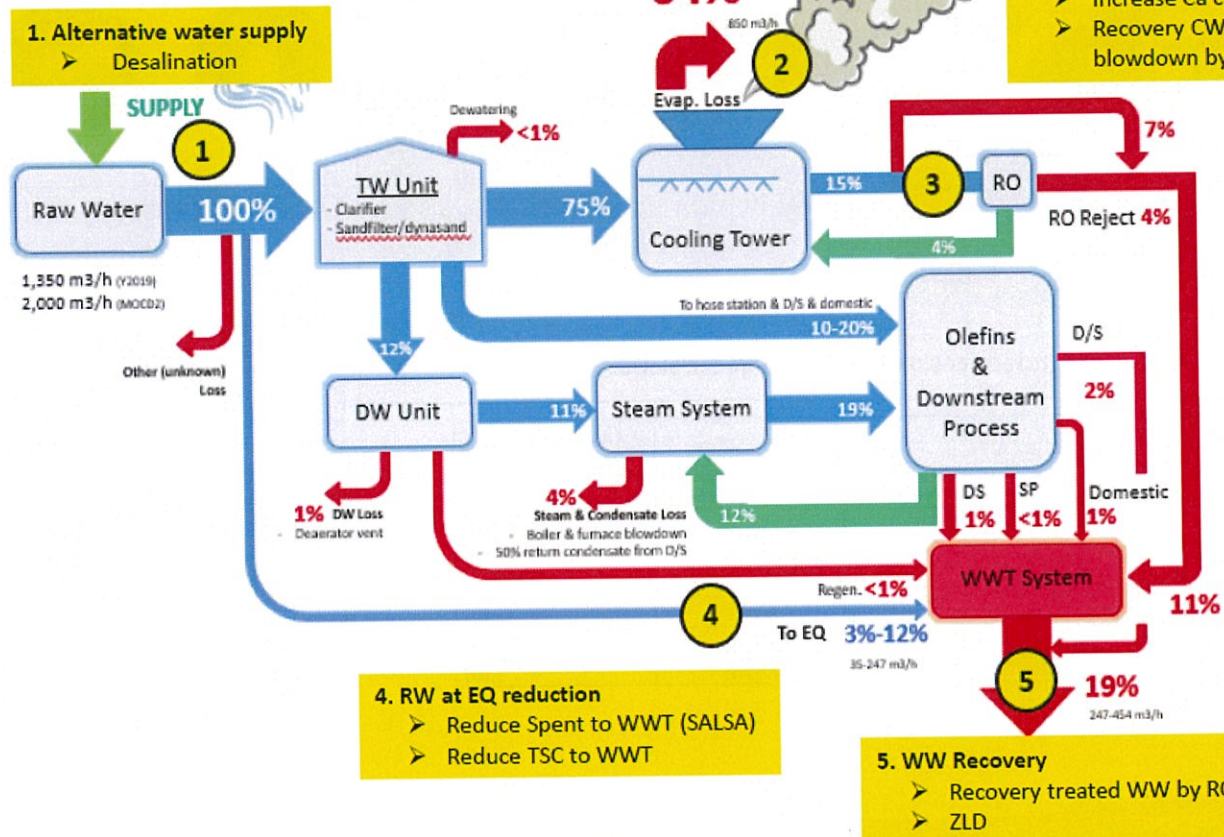 1. Alternative water supply
➢ Desalination
850 m3/h
2
Recovery CW
blowdown by
SUPPLY
1
Dewatering
<1%
Evap. Loss
7%
Raw Water
100%
TW Unit
- Clarifier
- Sandfilter/dynasand
75%
Cooling Tower
15%
3
RO
RO Reject 4%
4%
1,350 m3/h (Y2019)
2,000 m3/h (MOCD2)
To hose station & D/S & domestic
10-20%
Other (unknown)
Loss
12%
Olefins
&
Downstream
Process
D/S
2%
DW Unit
11%
Steam System
19%
1% DW Loss
- Deaerator vent
4%
Steam & Condensate Loss
- Boiler & furnace blowdown
- 50% return condensate from D/S
12%
DS
1%
SP
<1%
Domestic
1%
Regen. <1%
WWT System
11%
4
To EQ 3%-12%
35-247 m3/h
5
19%
247-454 m3/h
4. RW at EQ reduction
➢ Reduce Spent to WWT (SALSA)
➢ Reduce TSC to WWT
5. WW Recovery
➢ Recovery treated WW by RO
➢ ZLD